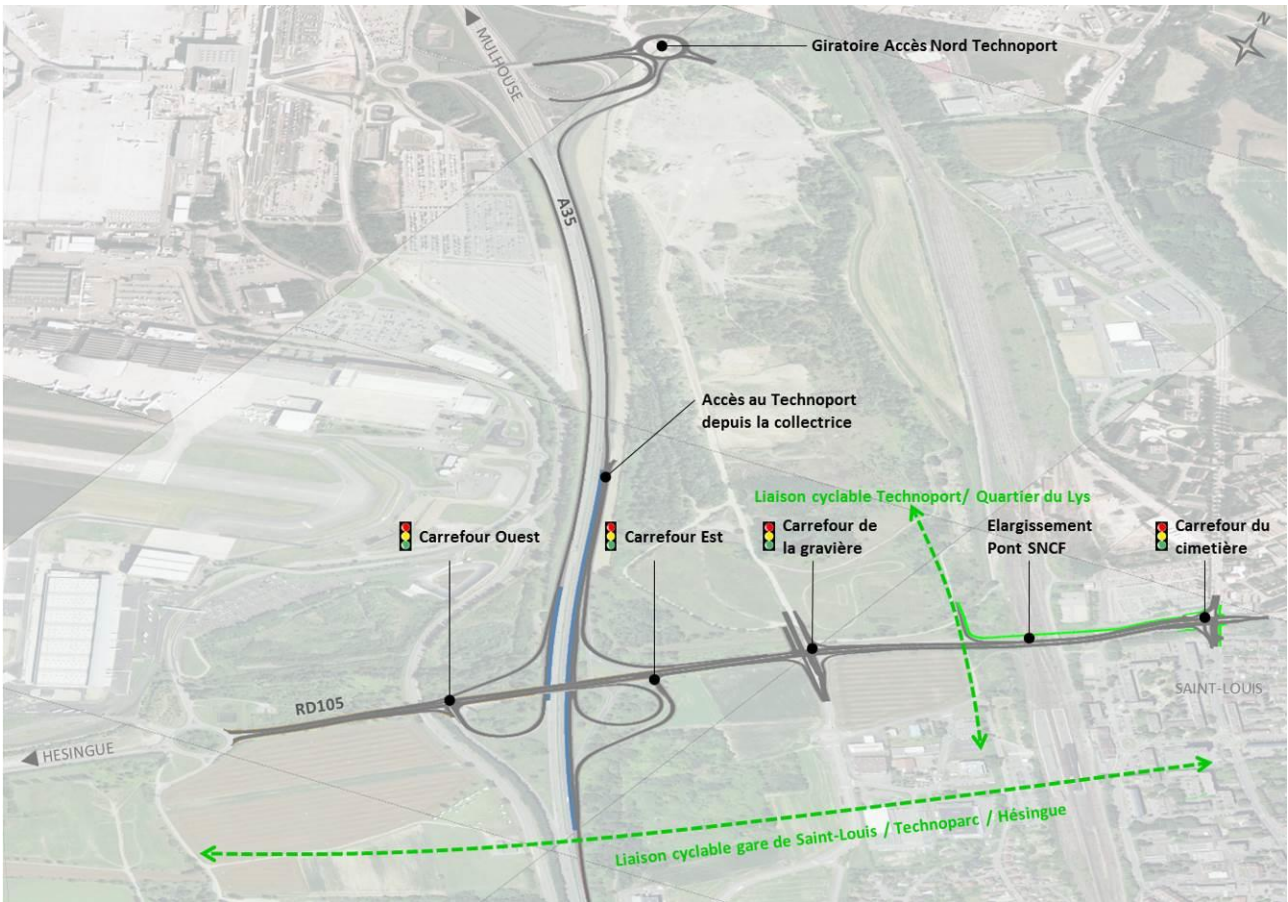 N
Giratoire Accès Nord Technoport
MULHOUSE
A35
Accès au Technoport
depuis la collectrice
Liaison cyclable Technoport/ Quartier du Lys
Carrefour Ouest
Carrefour Est
Carrefour de
la gravière
Elargissement
Pont SNCF
Carrefour du
cimetière
SAINT-LOUIS
RD105
HESINGUE
Liaison cyclable gare de Saint-Louis / Technoparc / Hésingue